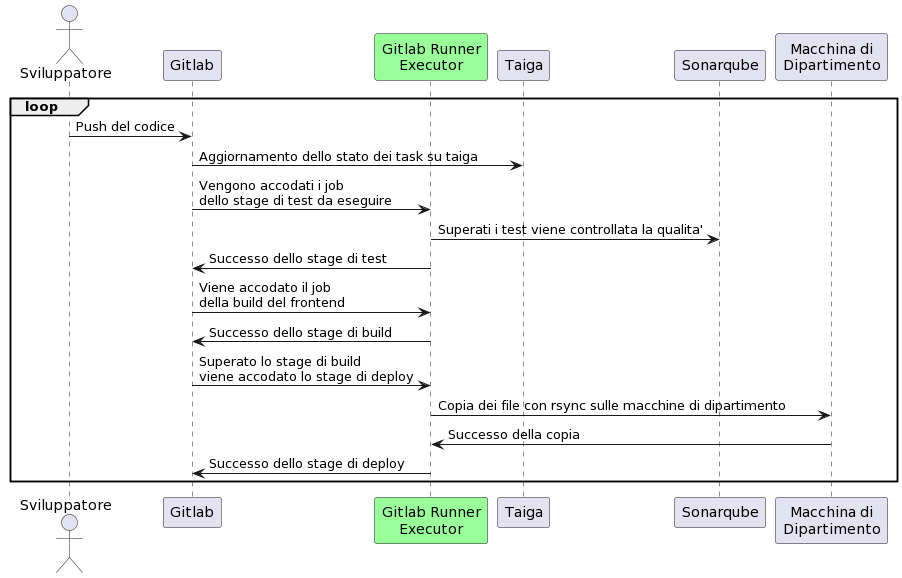 Sviluppatore
Gitlab
Gitlab Runner
Executor
Taiga
Sonarqube
Macchina di
Dipartimento
loop
Push del codice
Aggiornamento dello stato dei task su taiga
Vengono accodati i job
dello stage di test da eseguire
Superati i test viene controllata la qualita'
Successo dello stage di test
Viene accodato il job
della build del frontend
Successo dello stage di build
Superato lo stage di build
viene accodato lo stage di deploy
Copia dei file con rsync sulle macchine di dipartimento
Successo della copia
Successo dello stage di deploy
Sviluppatore
Gitlab
Gitlab Runner
Executor
Taiga
Sonarqube
Macchina di
Dipartimento